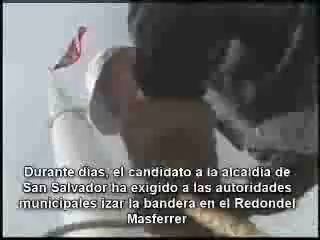 Durante días, el candidato a la alcaldía de
San Salvador ha exigido a las autoridades
municipales izar la bandera en el Redondel
Masferrer